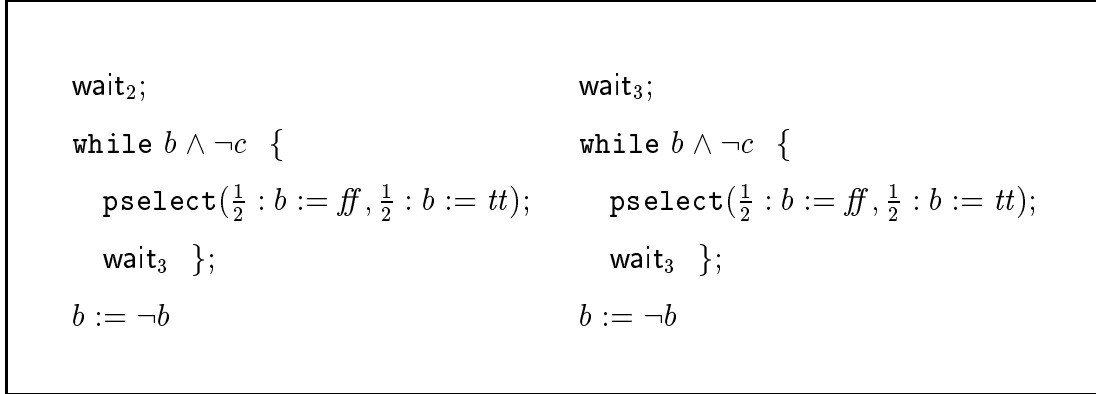 wait₂;
while b ∧ ¬c {
pselect(½ : b := ff, ½ : b := tt);
wait₃ };
b := ¬b
wait₃;
while b ∧ ¬c {
pselect(½ : b := ff, ½ : b := tt);
wait₃ };
b := ¬b